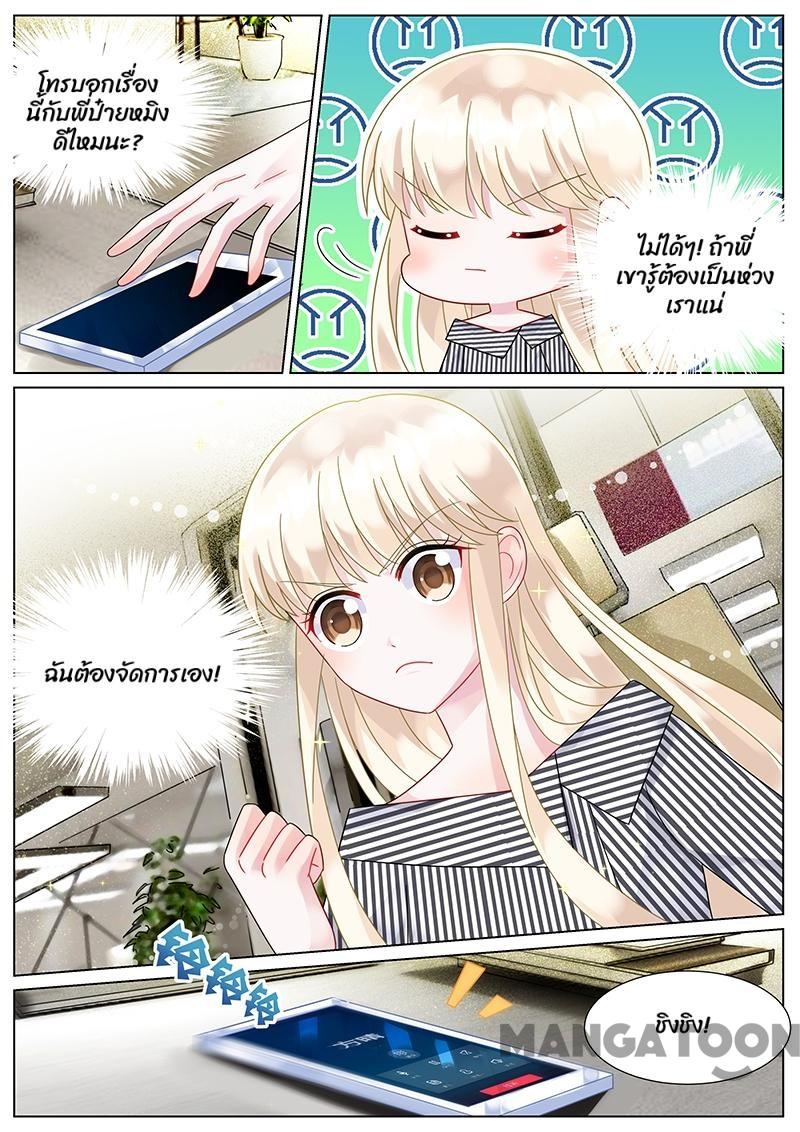 โทรบอกเรื่อง
นี้กับพี่ป๋ายหมิง
ดีไหมนะ?
ไม่ได้ๆ! ถ้าพี่
เขารู้ต้องเป็นห่วง
เราแน่
ฉันต้องจัดการเอง!
ชิงชิง!
MANGATOON